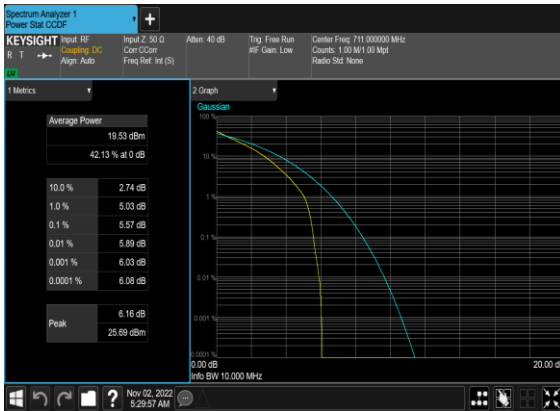 Spectrum Analyzer 1
Power Stat CCDF
+
KEYSIGHT
R T
LXI
Input: RF
Coupling: DC
Align: Auto
Input Z: 50 Ω
Corr CCorr
Freq Ref: Int (S)
Atten: 40 dB
Trig: Free Run
#IF Gain: Low
Center Freq: 711.000000 MHz
Counts: 1.00 M/1.00 Mpt
Radio Std: None
1 Metrics
Average Power
19.53 dBm
42.13 % at 0 dB
10.0 % 2.74 dB
1.0 % 5.03 dB
0.1 % 5.57 dB
0.01 % 5.89 dB
0.001 % 6.03 dB
0.0001 % 6.08 dB
Peak
6.16 dB
25.69 dBm
2 Graph
Gaussian
100 %
10 %
1 %
0.1 %
0.01 %
0.001 %
0.0001 %
0.00 dB
20.00 d
Info BW 10.000 MHz
?
Nov 02, 2022
5:29:57 AM